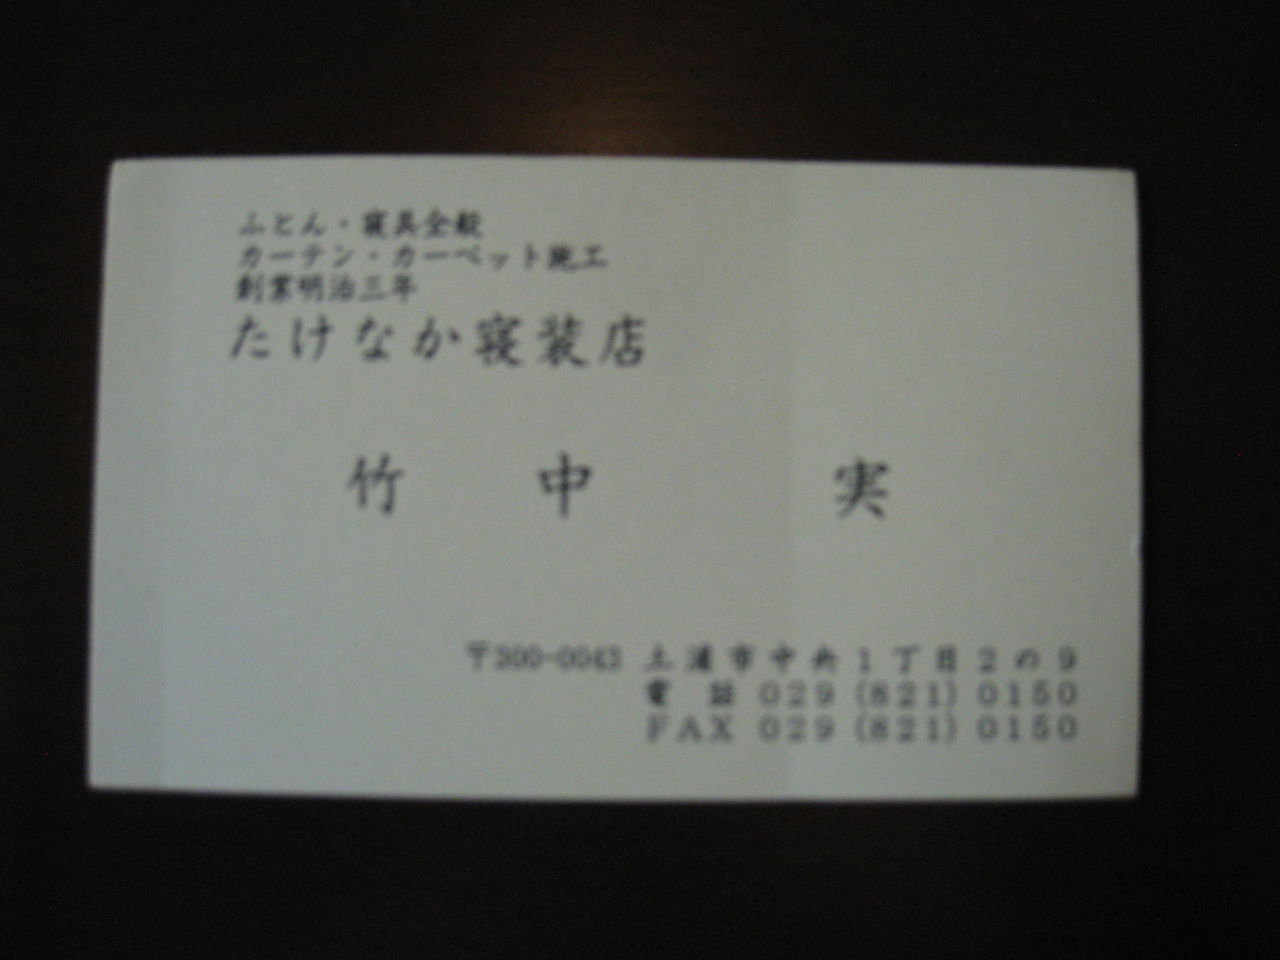 ふとん・寝具全般
カーテン・カーペット施工
創業明治三年
たけなか寝装店
竹中 実
〒300-0043 土浦市中央1丁目2の9
電話 029 (821) 0150
FAX 029 (821) 0150